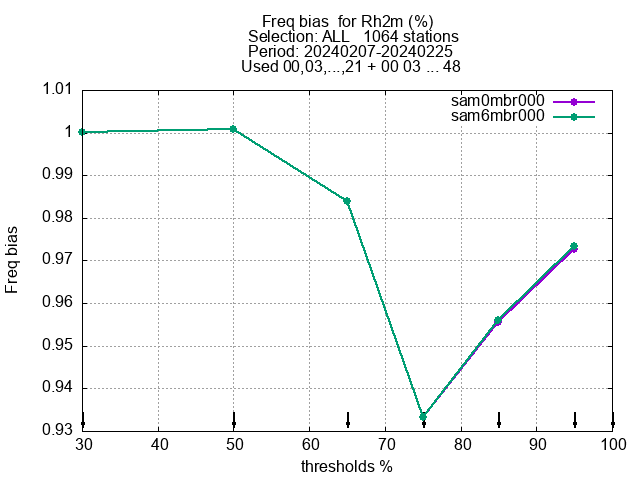 Freq bias  for Rh2m (%)
Selection: ALL   1064 stations
Period: 20240207-20240225
Used 00,03,...,21 + 00 03 ... 48
sam0mbr000
sam6mbr000
1.01
1
0.99
0.98
0.97
0.96
0.95
0.94
0.93
Freq bias
30 40 50 60 70 80 90 100
thresholds %